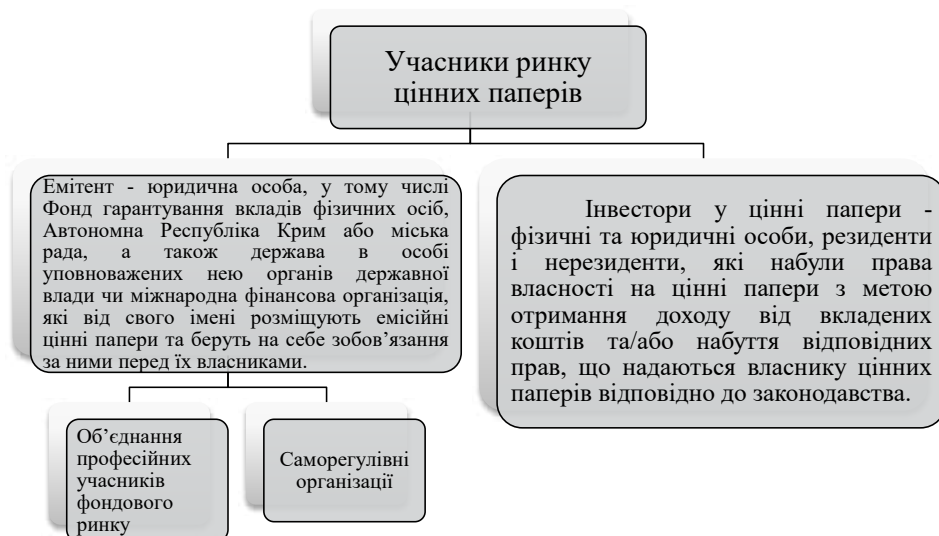 Учасники ринку
цінних паперів
Емітент - юридична особа, у тому числі
Фонд гарантування вкладів фізичних осіб,
Автономна Республіка Крим або міська
рада, а також держава в особі
уповноважених нею органів державної
влади чи міжнародна фінансова організація,
які від свого імені розміщують емісійні
цінні папери та беруть на себе зобов’язання
за ними перед їх власниками.
Інвестори у цінні папери -
фізичні та юридичні особи, резиденти
і нерезиденти, які набули права
власності на цінні папери з метою
отримання доходу від вкладених
коштів та/або набуття відповідних
прав, що надаються власнику цінних
паперів відповідно до законодавства.
Об’єднання
професійних
учасників
фондового
ринку
Саморегулівні
організації